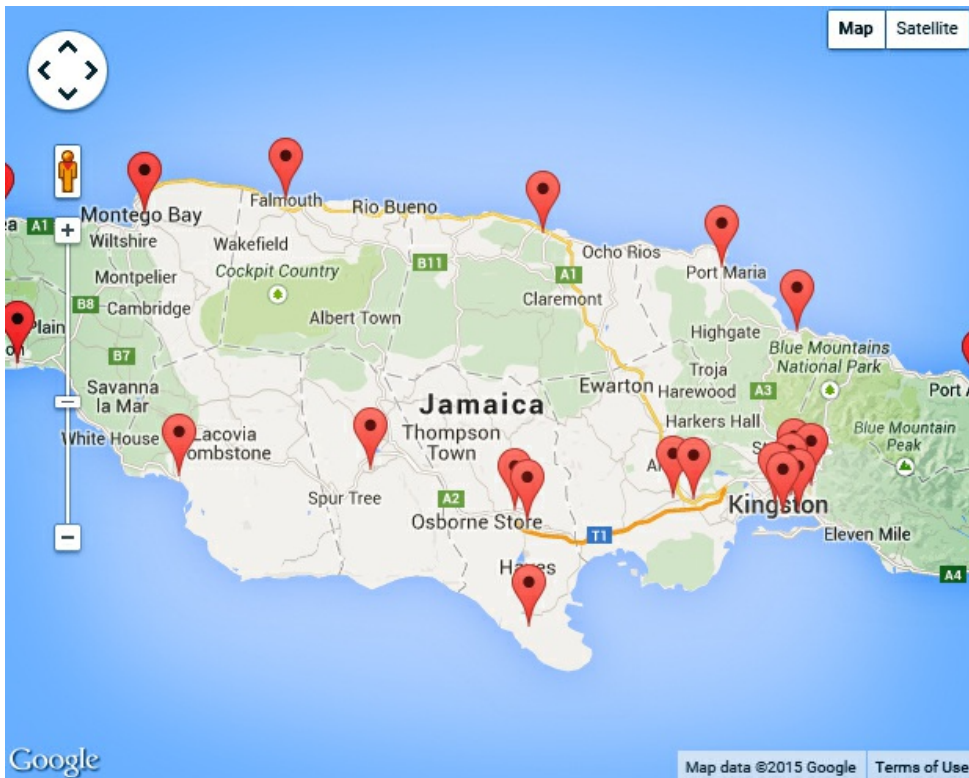 Map
Satellite
Falmouth
Rio Bueno
Montego Bay
A1
Wiltshire
Wakefield
Ocho Rios
B11
A1
Port Maria
Montpelier
Cockpit Country
Claremont
B8
Cambridge
Albert Town
Highgate
Plain
Blue Mountains
National Park
B7
Troja
Ewarton
Harewood
A3
Savanna
la Mar
Jamaica
Port A
Harkers Hall
White House
Lacovia
Tombstone
Thompson
Town
Blue Mountain
Peak
Spur Tree
A2
Kingston
Osborne Store
T1
Eleven Mile
Hayes
A4
Google
Map data ©2015 Google
Terms of Use